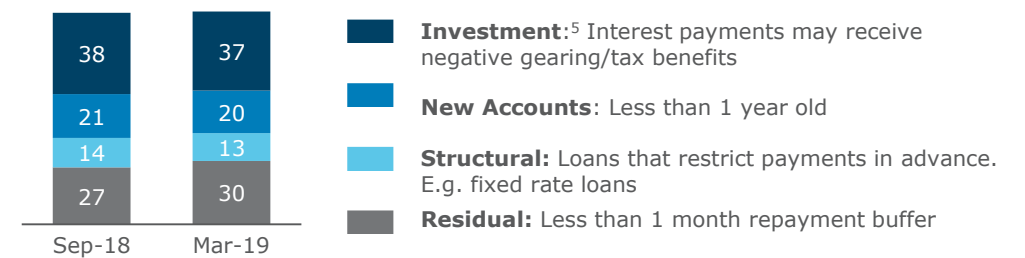 38 37
21 20
14 13
27 30
Sep-18 Mar-19
Investment:⁵ Interest payments may receive
negative gearing/tax benefits
New Accounts: Less than 1 year old
Structural: Loans that restrict payments in advance.
E.g. fixed rate loans
Residual: Less than 1 month repayment buffer